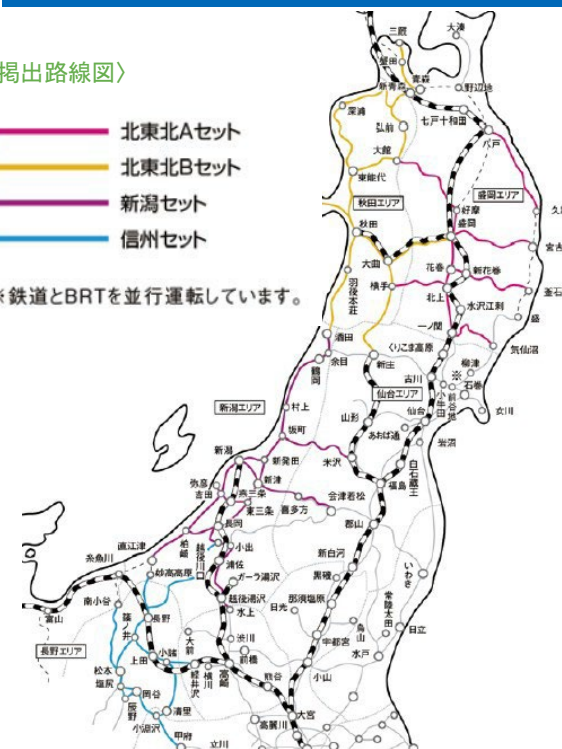 掲出路線図〉
北東北Aセット
北東北Bセット
新潟セット
信州セット
※鉄道とBRTを並行運転しています。
三厩
大湊
蟹田
青森
新青森
野辺地
深浦
弘前
七戸十和田
八戸
大館
東能代
秋田エリア
盛岡エリア
好摩
盛岡
久
秋田
宮古
大曲
花巻
新花巻
羽後本荘
横手
北上
釜石
水沢江刺
盛
一ノ関
酒田
余目
くりこま高原
気仙沼
鶴岡
新庄
柳津
※
古川
石巻
小牛田
前谷地
女川
新潟エリア
仙台エリア
村上
山形
仙台
あおば通
坂町
岩沼
新潟
新発田
米沢
白石蔵王
福島
弥彦
吉田
新津
燕三条
会津若松
東三条
喜多方
長岡
郡山
直江津
柏崎
越後川口
小出
糸魚川
浦佐
新白河
妙高高原
ガーラ湯沢
黒磯
いわき
南小谷
越後湯沢
水上
日光
那須塩原
常陸太田
富山
篠ノ井
長野
渋川
宇都宮
烏山
日立
長野エリア
大前
前橋
水戸
上田
小諸
軽井沢
横川
高崎
松本
塩尻
熊谷
小山
岡谷
辰野
清里
大宮
小淵沢
高麗川
甲府
立川